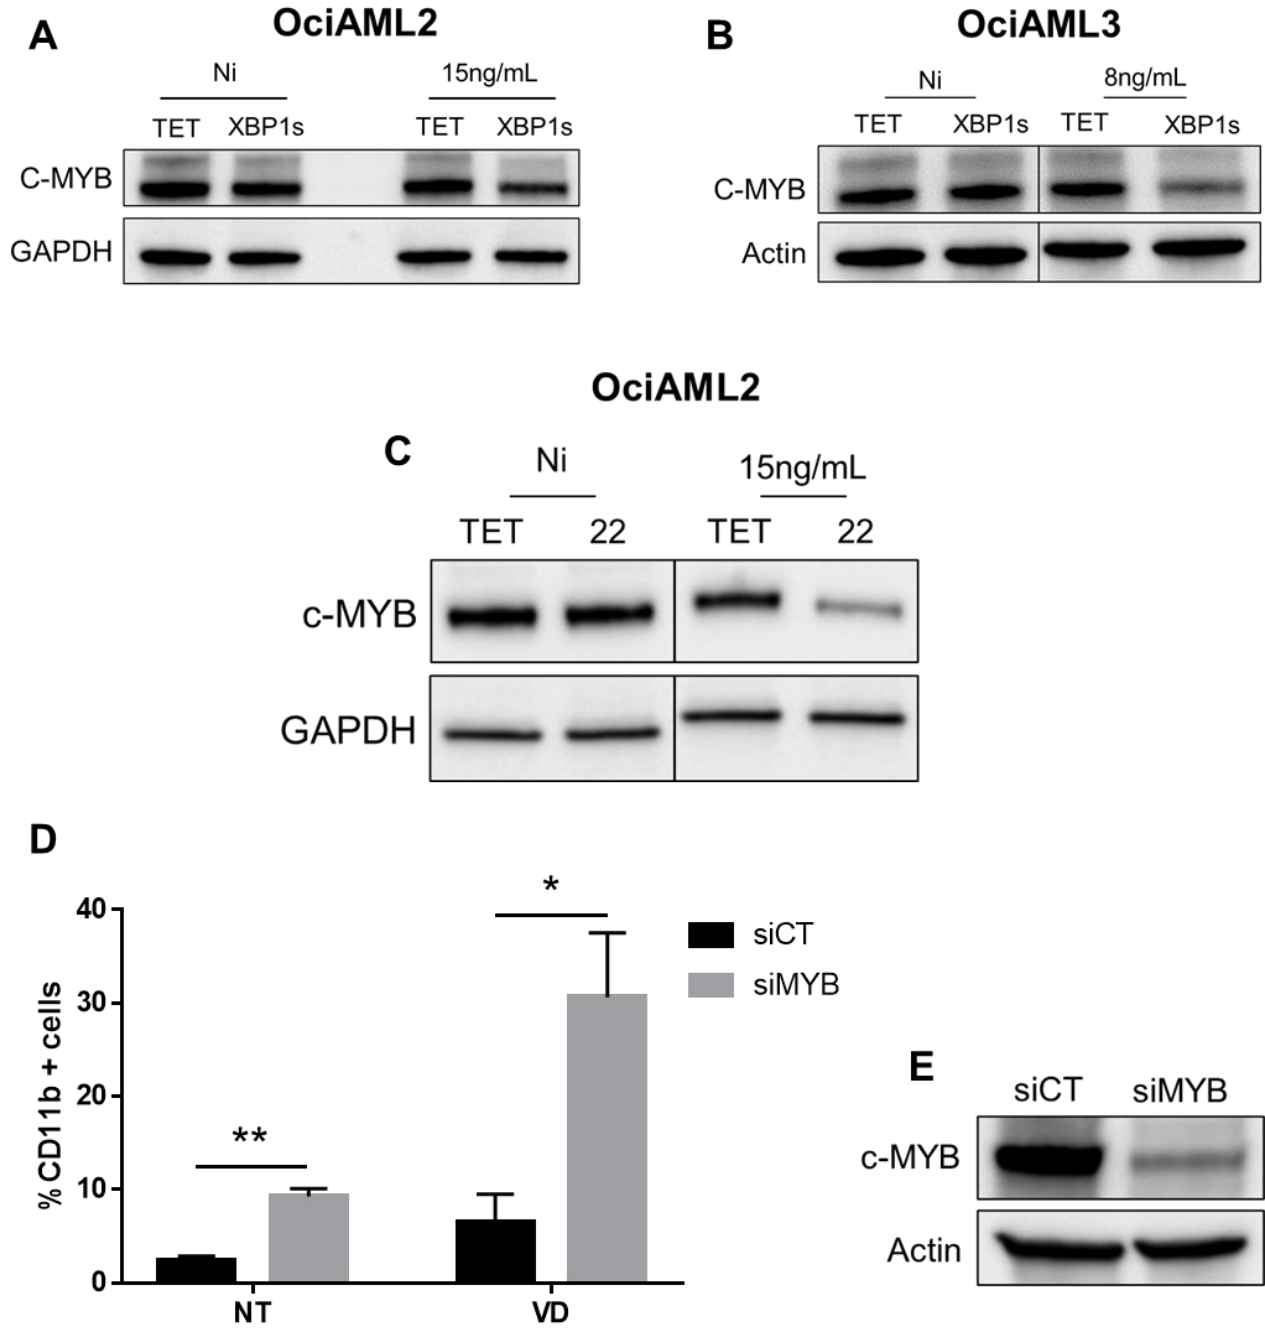 A
OciAML2
Ni
15ng/mL
TET
XBP1s
TET
XBP1s
C-MYB
GAPDH
B
OciAML3
Ni
8ng/mL
TET
XBP1s
TET
XBP1s
C-MYB
Actin
OciAML2
C
Ni
15ng/mL
TET
22
TET
22
c-MYB
GAPDH
D
% CD11b + cells
40
30
20
10
0
**
*
NT
VD
siCT
siMYB
E
siCT
siMYB
c-MYB
Actin